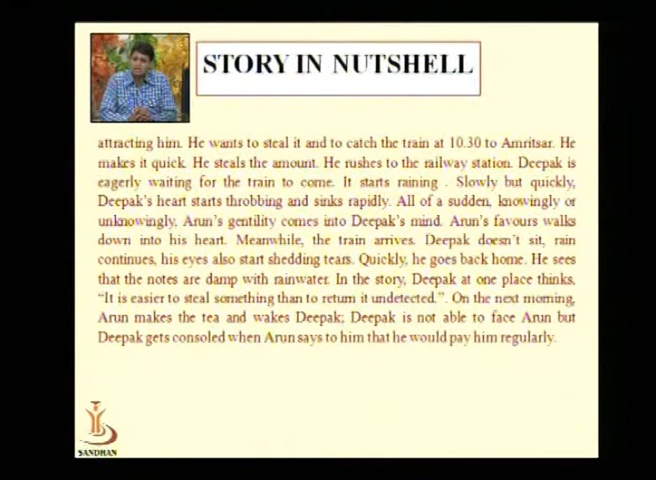 STORY IN NUTSHELL
attracting him. He wants to steal it and to catch the train at 10.30 to Amritsar. He
makes it quick. He steals the amount. He rushes to the railway station. Deepak is
eagerly waiting for the train to come. It starts raining . Slowly but quickly,
Deepak's heart starts throbbing and sinks rapidly. All of a sudden, knowingly or
unknowingly, Arun's gentility comes into Deepak's mind. Arun's favours walks
down into his heart. Meanwhile, the train arrives. Deepak doesn't sit, rain
continues, his eyes also start shedding tears. Quickly, he goes back home. He sees
that the notes are damp with rainwater. In the story, Deepak at one place thinks,
"It is easier to steal something than to return it undetected.". On the next morning,
Arun makes the tea and wakes Deepak; Deepak is not able to face Arun but
Deepak gets consoled when Arun says to him that he would pay him regularly.
SANDHAN